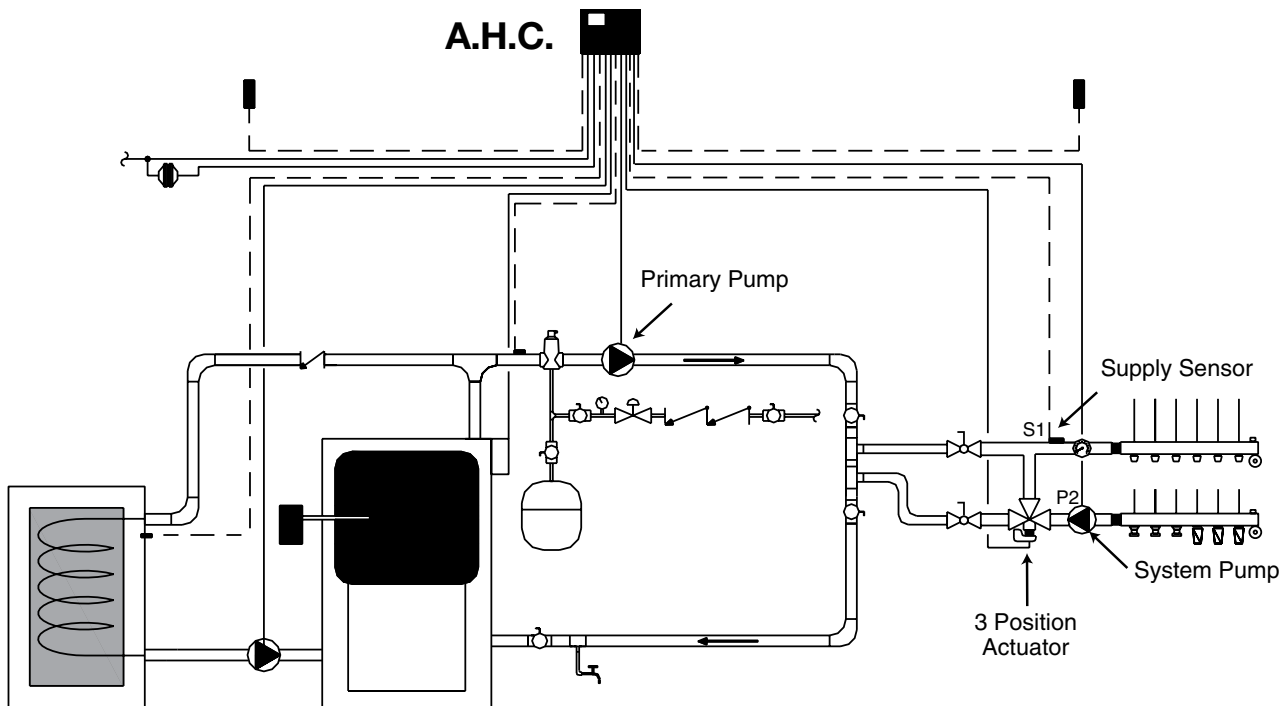 A.H.C.
Primary Pump
Supply Sensor
S1
P2
System Pump
3 Position
Actuator